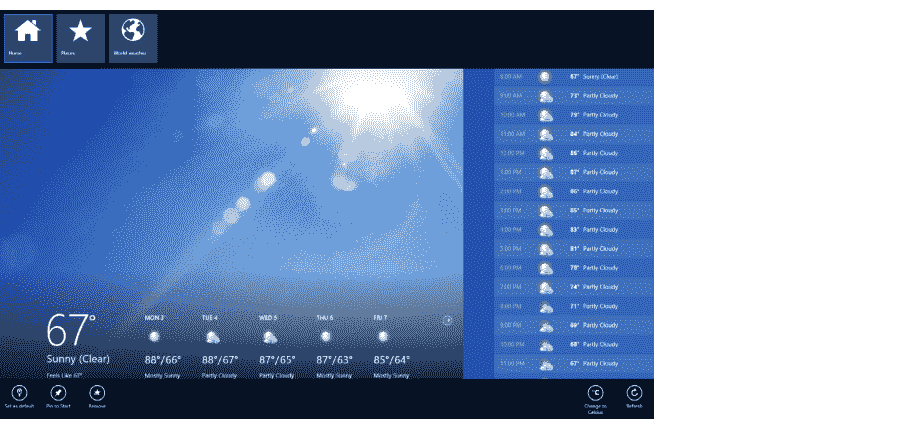 Home
Places
World weather
67°
Sunny (Clear)
Feels Like 67°
MON 3
88°/66°
Mostly Sunny
TUE 4
88°/67°
Partly Cloudy
WED 5
87°/65°
Partly Cloudy
THU 6
87°/63°
Mostly Sunny
FRI 7
85°/64°
Mostly Sunny
8:00 AM 67° Sunny (Clear)
9:00 AM 73° Partly Cloudy
10:00 AM 79° Partly Cloudy
11:00 AM 84° Partly Cloudy
12:00 PM 86° Partly Cloudy
1:00 PM 87° Partly Cloudy
2:00 PM 86° Partly Cloudy
3:00 PM 85° Partly Cloudy
4:00 PM 83° Partly Cloudy
5:00 PM 81° Partly Cloudy
6:00 PM 78° Partly Cloudy
7:00 PM 74° Partly Cloudy
8:00 PM 71° Partly Cloudy
9:00 PM 69° Partly Cloudy
10:00 PM 68° Partly Cloudy
11:00 PM 67° Partly Cloudy
Set as default
Pin to Start
Remove
°C
Change to
Celsius
Refresh